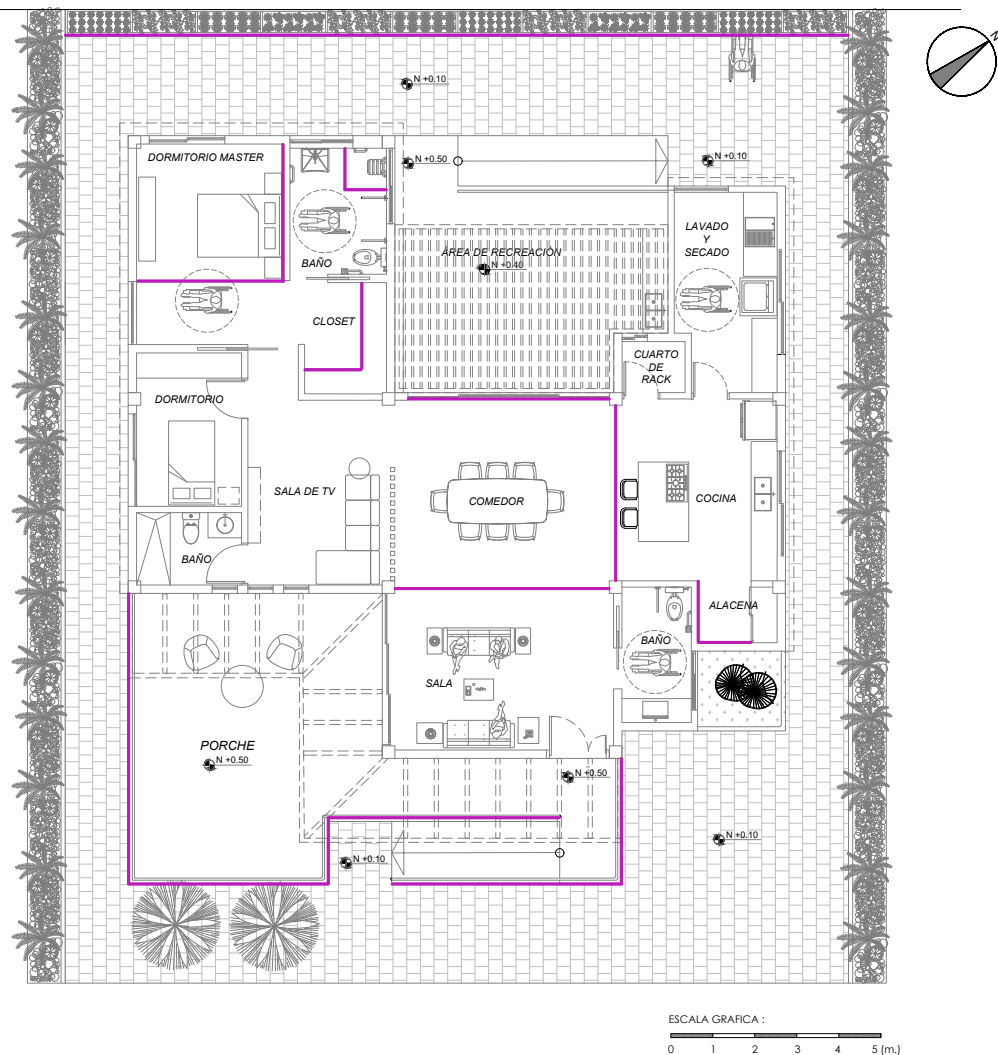 N
N +0.10
DORMITORIO MASTER
N +0.50
N +0.10
LAVADO
Y
SECADO
ÁREA DE RECREACIÓN
N +0.40
BAÑO
CLOSET
CUARTO
DE
RACK
DORMITORIO
SALA DE TV
COMEDOR
COCINA
BAÑO
ALACENA
BAÑO
SALA
PORCHE
N +0.50
N +0.50
N +0.10
N +0.10
ESCALA GRAFICA :
0 1 2 3 4 5 (m.)